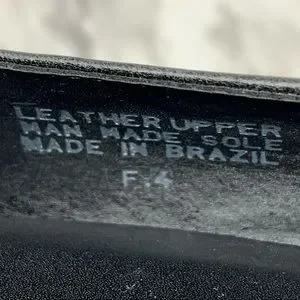 LEATHER UPPER
MAN MADE SOLE
MADE IN BRAZIL
F.4